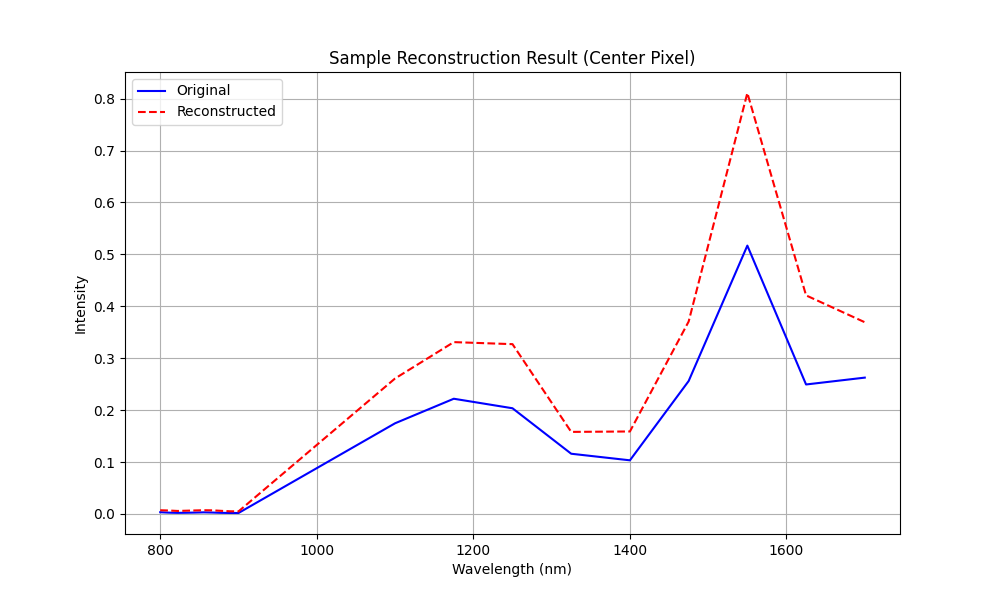 Sample Reconstruction Result (Center Pixel)
Original
Reconstructed
0.8
0.7
0.6
0.5
0.4
0.3
0.2
0.1
0.0
Intensity
800
1000
1200
1400
1600
Wavelength (nm)